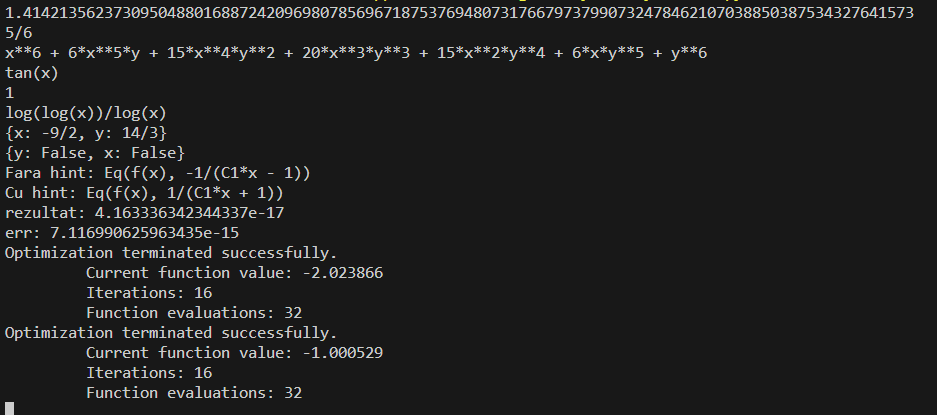 1.414213562373095048801688724209698078569671875376948073176679737990732478462107038850387534327641573
5/6
x**6 + 6*x**5*y + 15*x**4*y**2 + 20*x**3*y**3 + 15*x**2*y**4 + 6*x*y**5 + y**6
tan(x)
1
log(log(x))/log(x)
{x: -9/2, y: 14/3}
{y: False, x: False}
Fara hint: Eq(f(x), -1/(C1*x - 1))
Cu hint: Eq(f(x), 1/(C1*x + 1))
rezultat: 4.163336342344337e-17
err: 7.116990625963435e-15
Optimization terminated successfully.
         Current function value: -2.023866
         Iterations: 16
         Function evaluations: 32
Optimization terminated successfully.
         Current function value: -1.000529
         Iterations: 16
         Function evaluations: 32